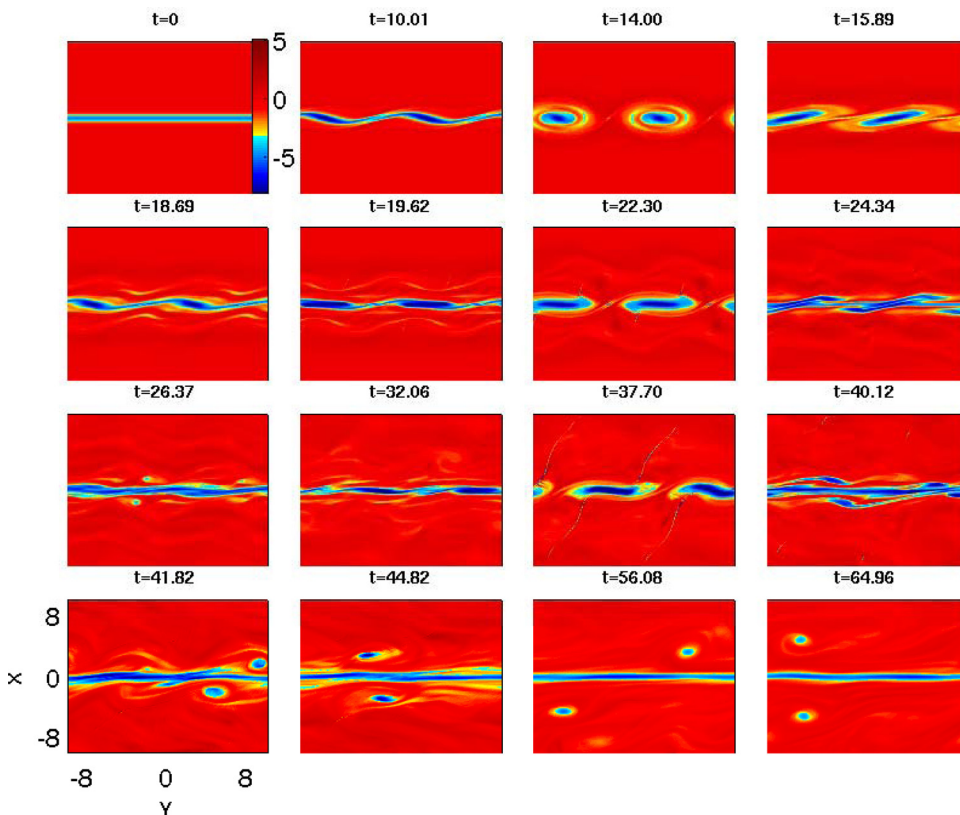 t=0 t=10.01 t=14.00 t=15.89
5
0
-5
t=18.69 t=19.62 t=22.30 t=24.34
t=26.37 t=32.06 t=37.70 t=40.12
t=41.82 t=44.82 t=56.08 t=64.96
8
X 0
-8
-8 0 8
Y